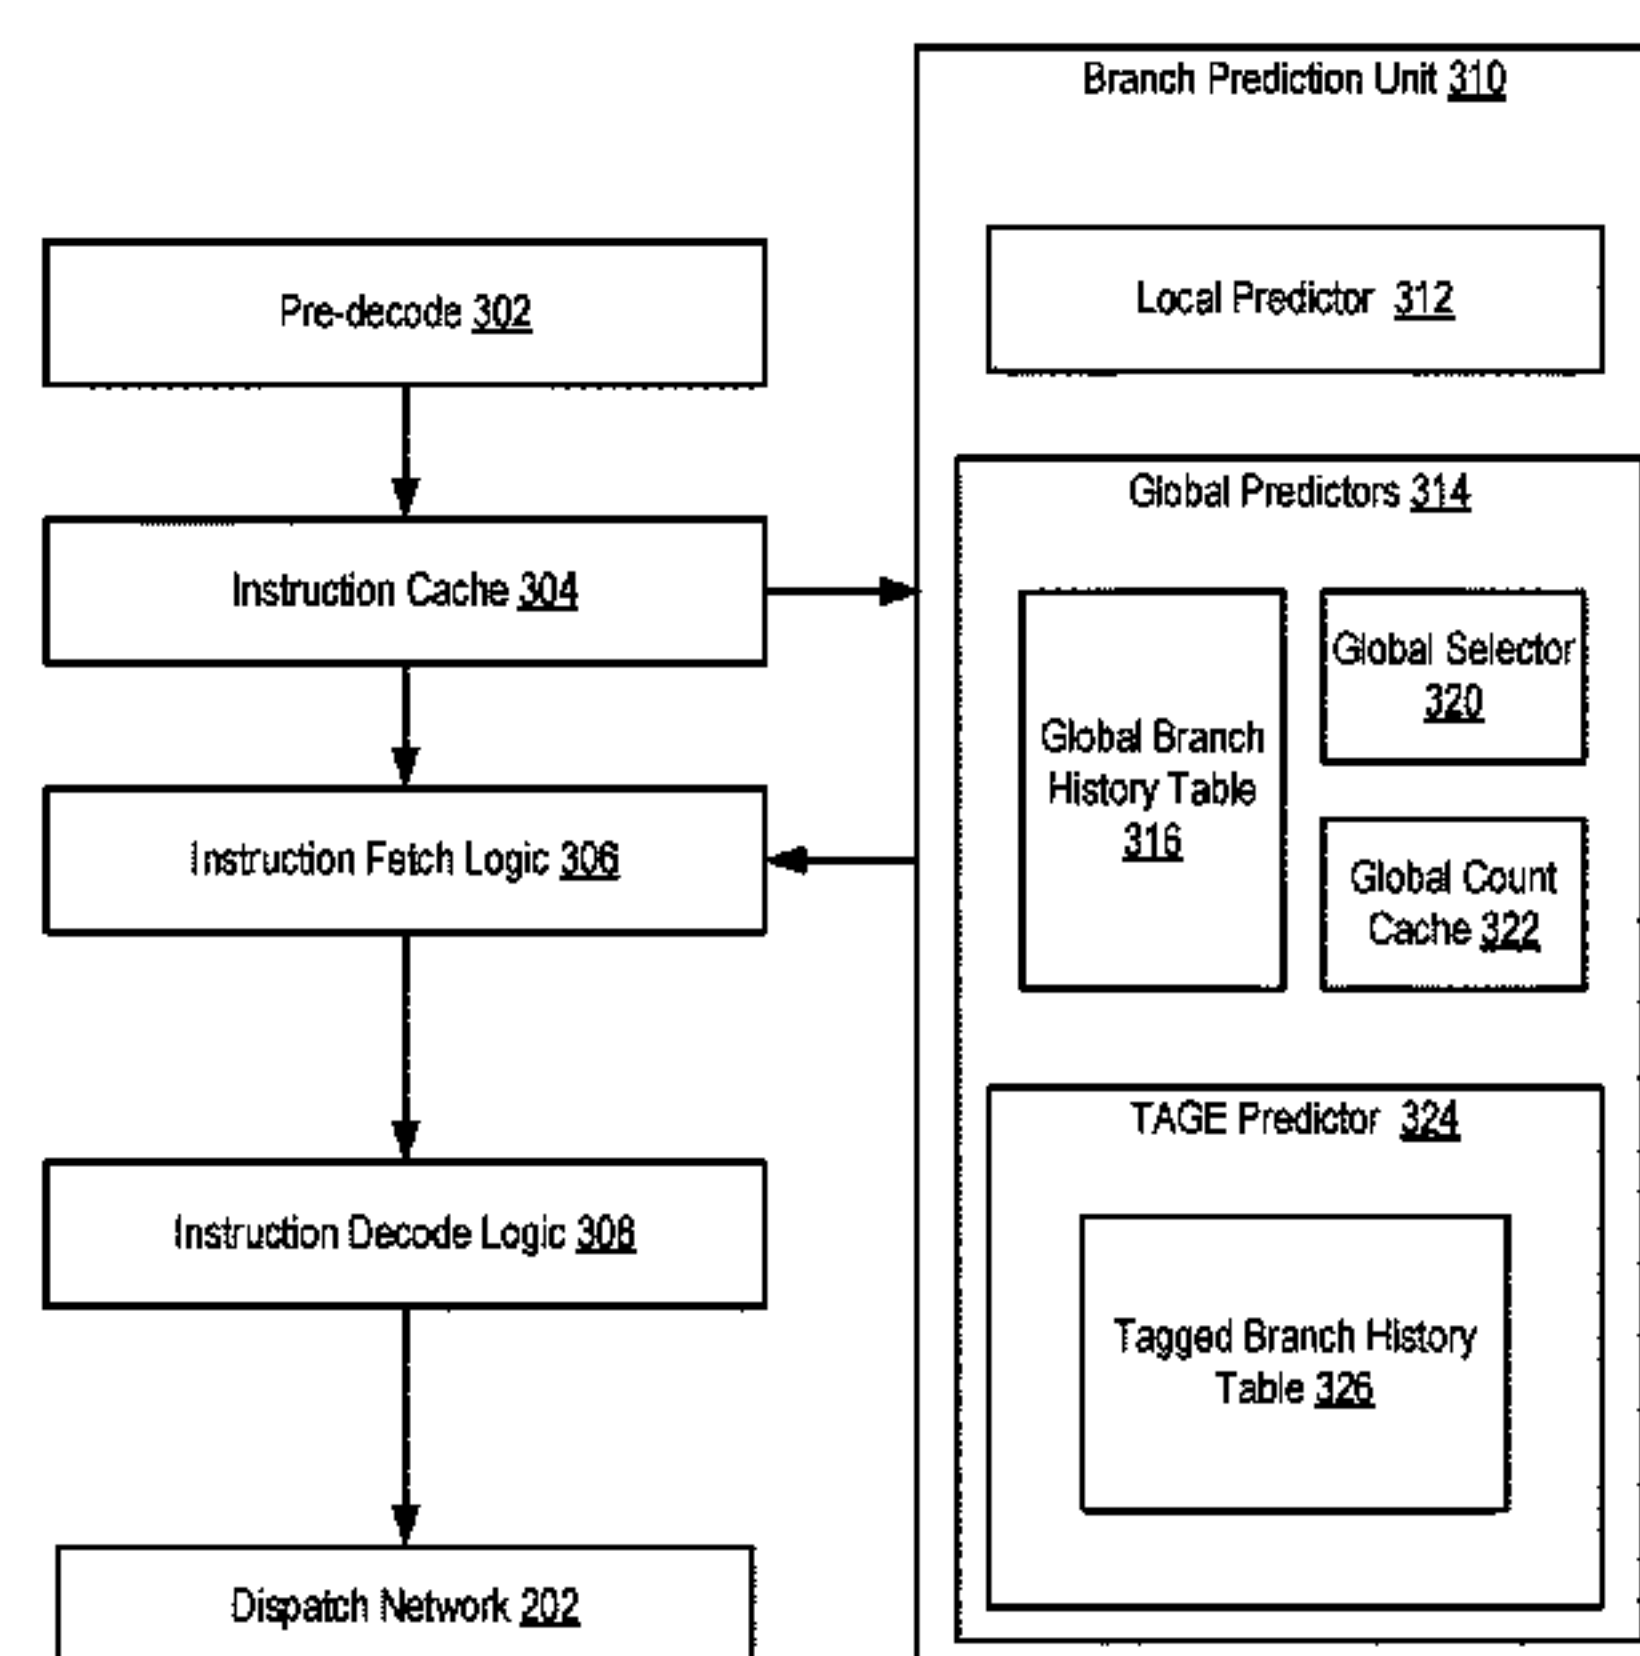 Branch Prediction Unit 310
Pre-decode 302
Local Predictor 312
Global Predictors 314
Instruction Cache 304
Global Selector
320
Global Branch
History Table
316
Instruction Fetch Logic 306
Global Count
Cache 322
TAGE Predictor 324
Instruction Decode Logic 308
Tagged Branch History
Table 326
Dispatch Network 202